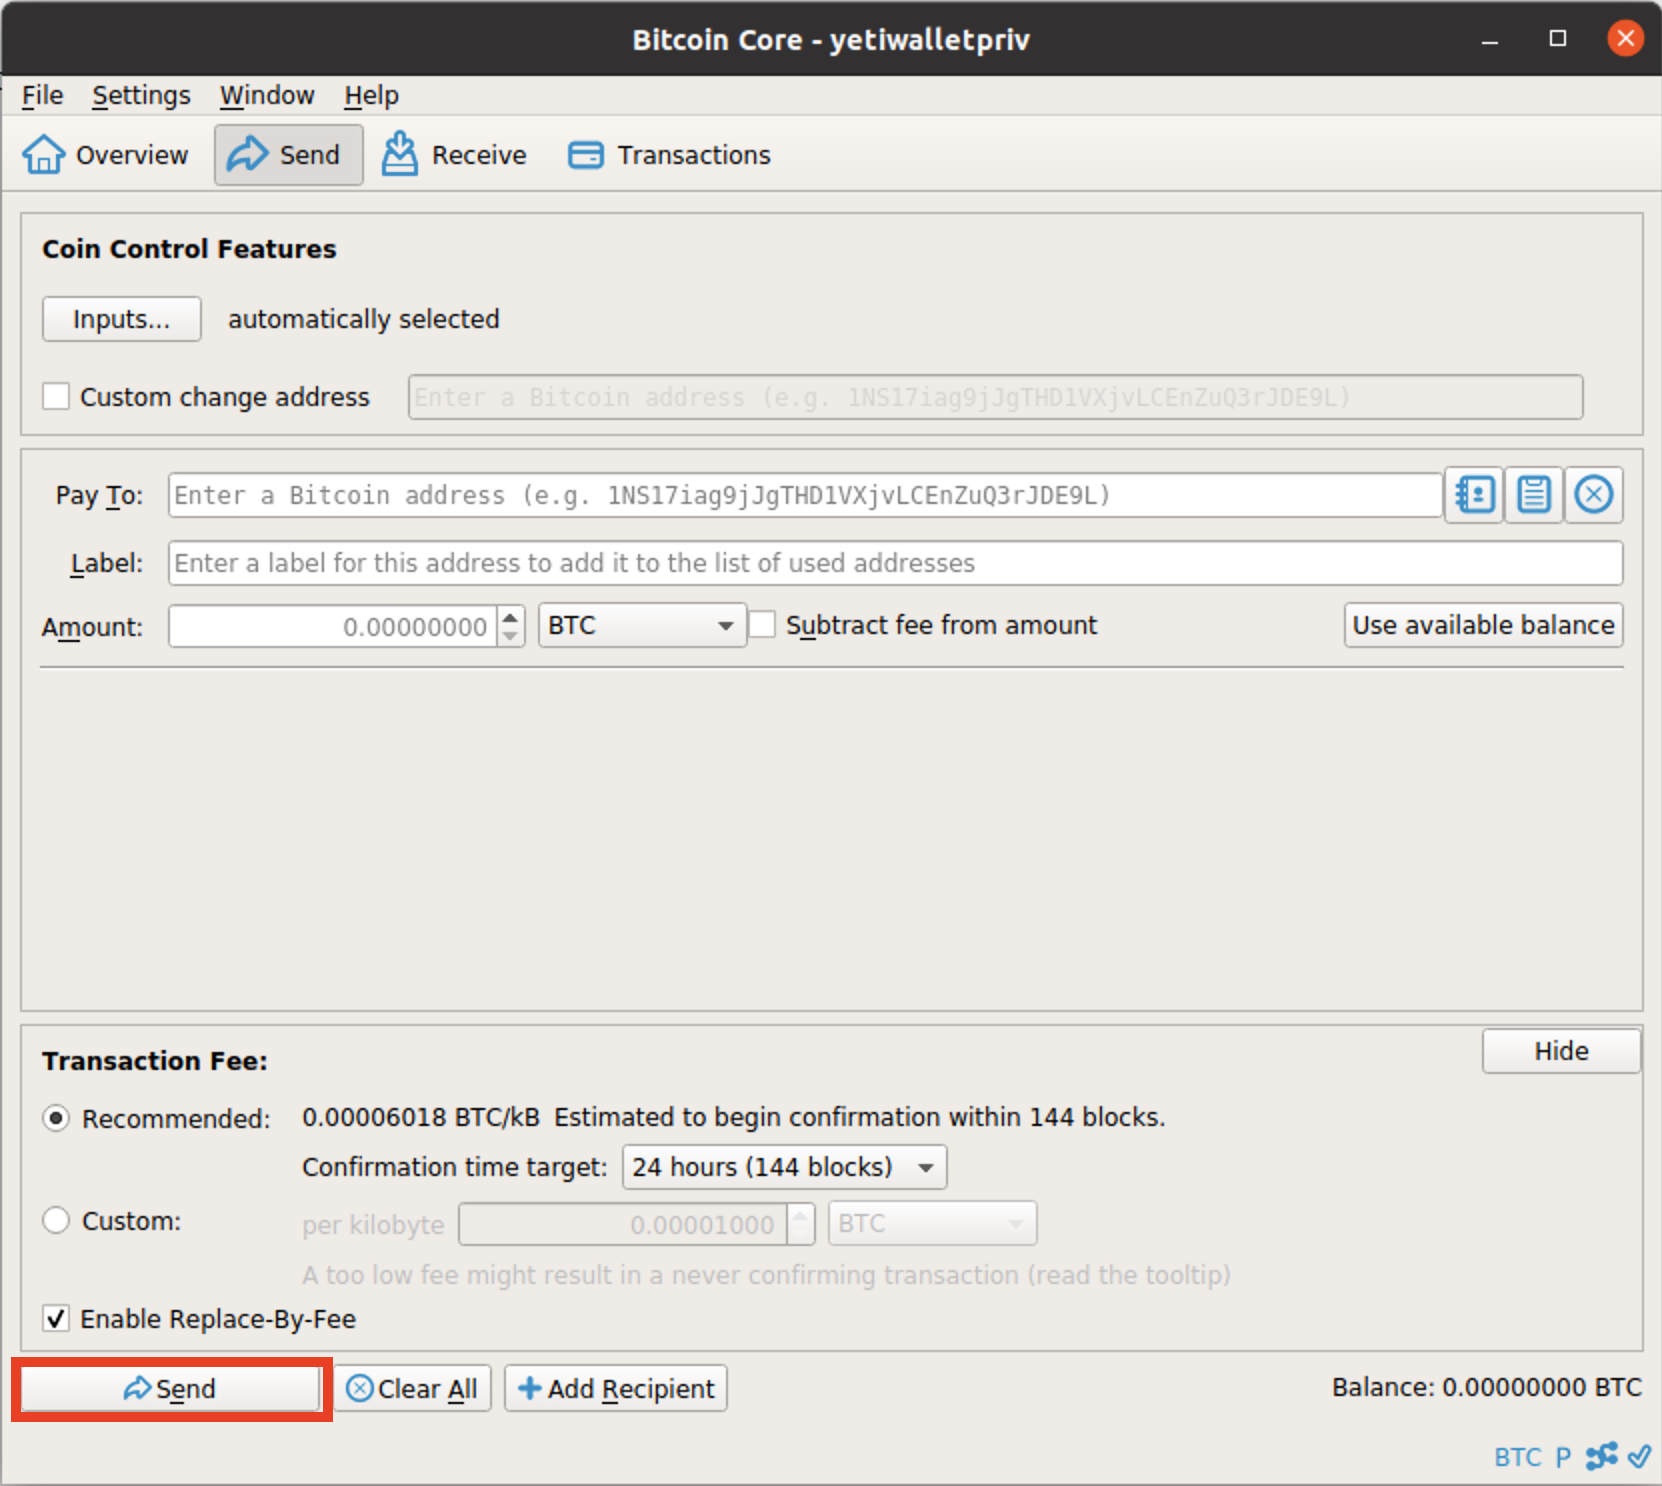 Bitcoin Core - yetiwalletpriv
File Settings Window Help
Overview Send Receive Transactions
Coin Control Features
Inputs... automatically selected
Custom change address Enter a Bitcoin address (e.g. 1NS17iag9jJgTHD1VXjvLCEnZuQ3rJDE9L)
Pay To: Enter a Bitcoin address (e.g. 1NS17iag9jJgTHD1VXjvLCEnZuQ3rJDE9L)
Label: Enter a label for this address to add it to the list of used addresses
Amount: 0.00000000 BTC Subtract fee from amount Use available balance
Hide
Transaction Fee:
Recommended: 0.00006018 BTC/kB Estimated to begin confirmation within 144 blocks.
Confirmation time target: 24 hours (144 blocks)
Custom: per kilobyte 0.00001000 BTC
A too low fee might result in a never confirming transaction (read the tooltip)
Enable Replace-By-Fee
Send Clear All Add Recipient Balance: 0.00000000 BTC
BTC P